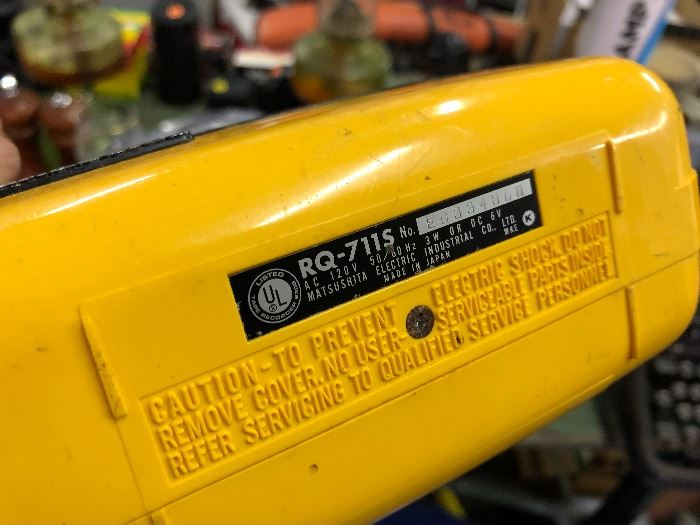 AMP
RQ-711S No.
AC 120V 50/60Hz 3W OR DC 6V
MATSUSHITA ELECTRIC INDUSTRIAL CO., LTD.
MADE IN JAPAN MKE K
LISTED
UL
®
CAUTION-TO PREVENT ELECTRIC SHOCK, DO NOT
REMOVE COVER. NO USER-SERVICEABLE PARTS INSIDE
REFER SERVICING TO QUALIFIED SERVICE PERSONNEL